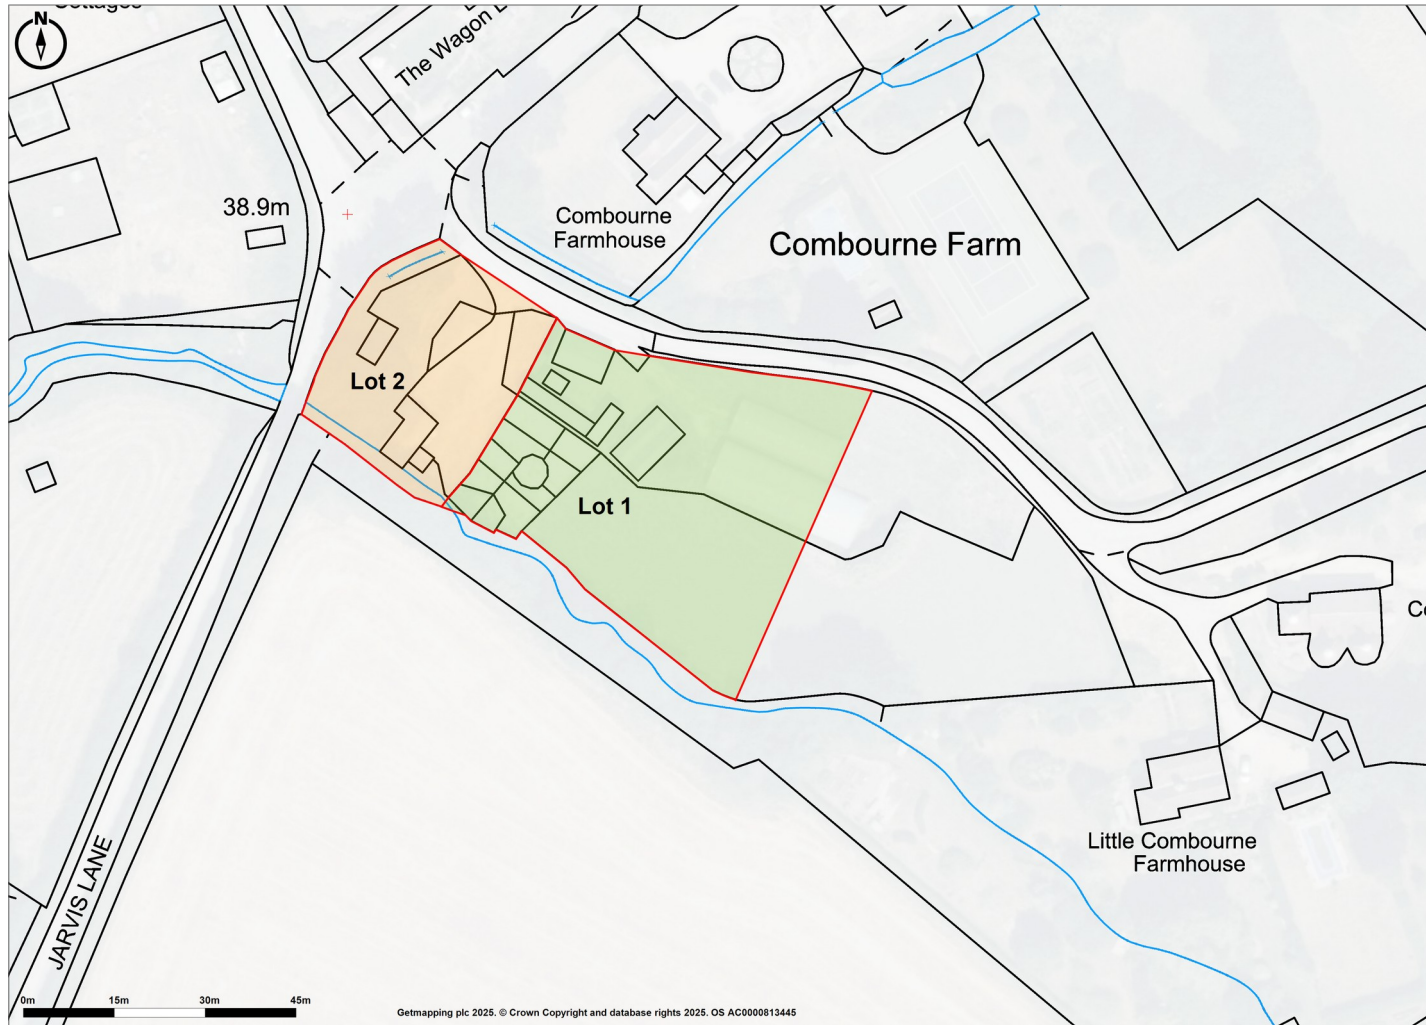 N
Cottages
The Wagon
38.9m
Combourne
Farmhouse
Combourne Farm
Lot 2
Lot 1
Little Combourne
Farmhouse
JARVIS LANE
0m 15m 30m 45m
Getmapping plc 2025. © Crown Copyright and database rights 2025. OS AC0000813445